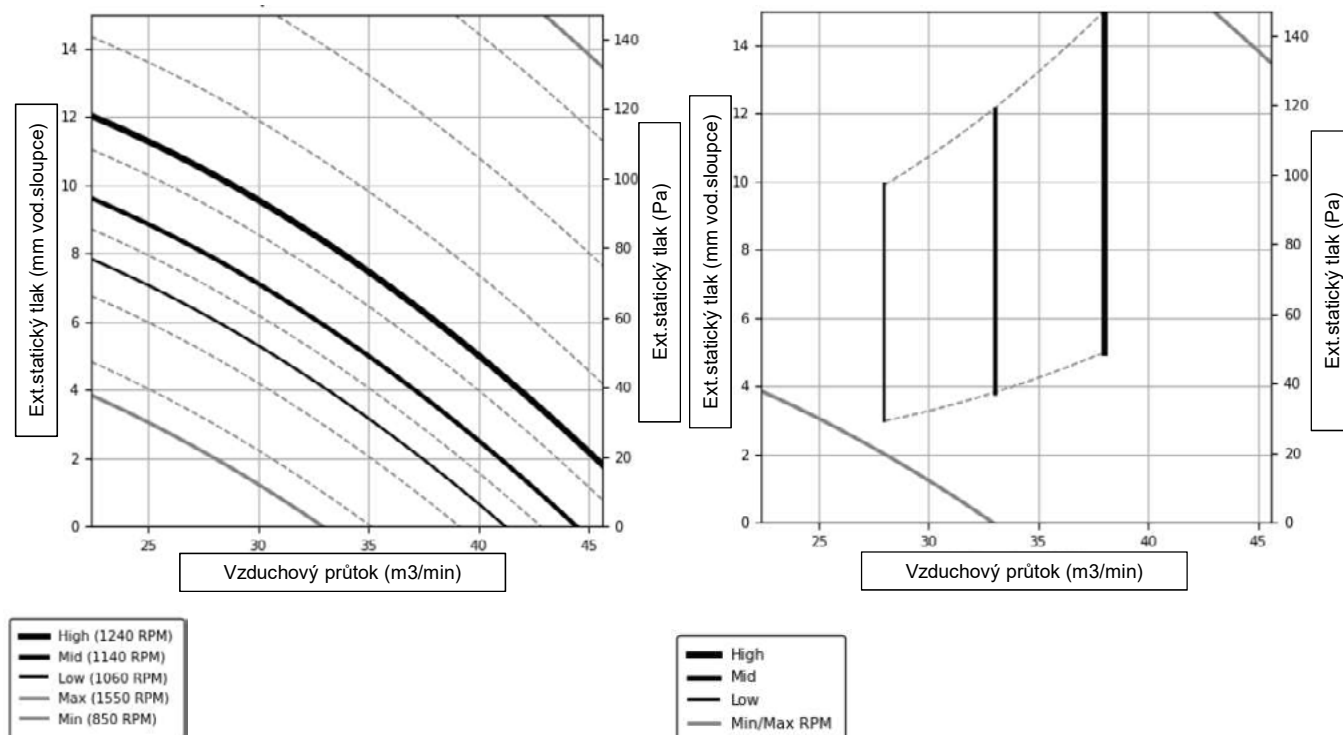 14
12
10
8
6
4
2
0
140
120
100
80
60
40
20
0
25
30
35
40
45
Ext.statický tlak (mm vod.sloupce)
Ext.statický tlak (Pa)
Vzduchový průtok (m3/min)
High (1240 RPM)
Mid (1140 RPM)
Low (1060 RPM)
Max (1550 RPM)
Min (850 RPM)
14
12
10
8
6
4
2
0
140
120
100
80
60
40
20
0
25
30
35
40
45
Ext.statický tlak (mm vod.sloupce)
Ext.statický tlak (Pa)
Vzduchový průtok (m3/min)
High
Mid
Low
Min/Max RPM